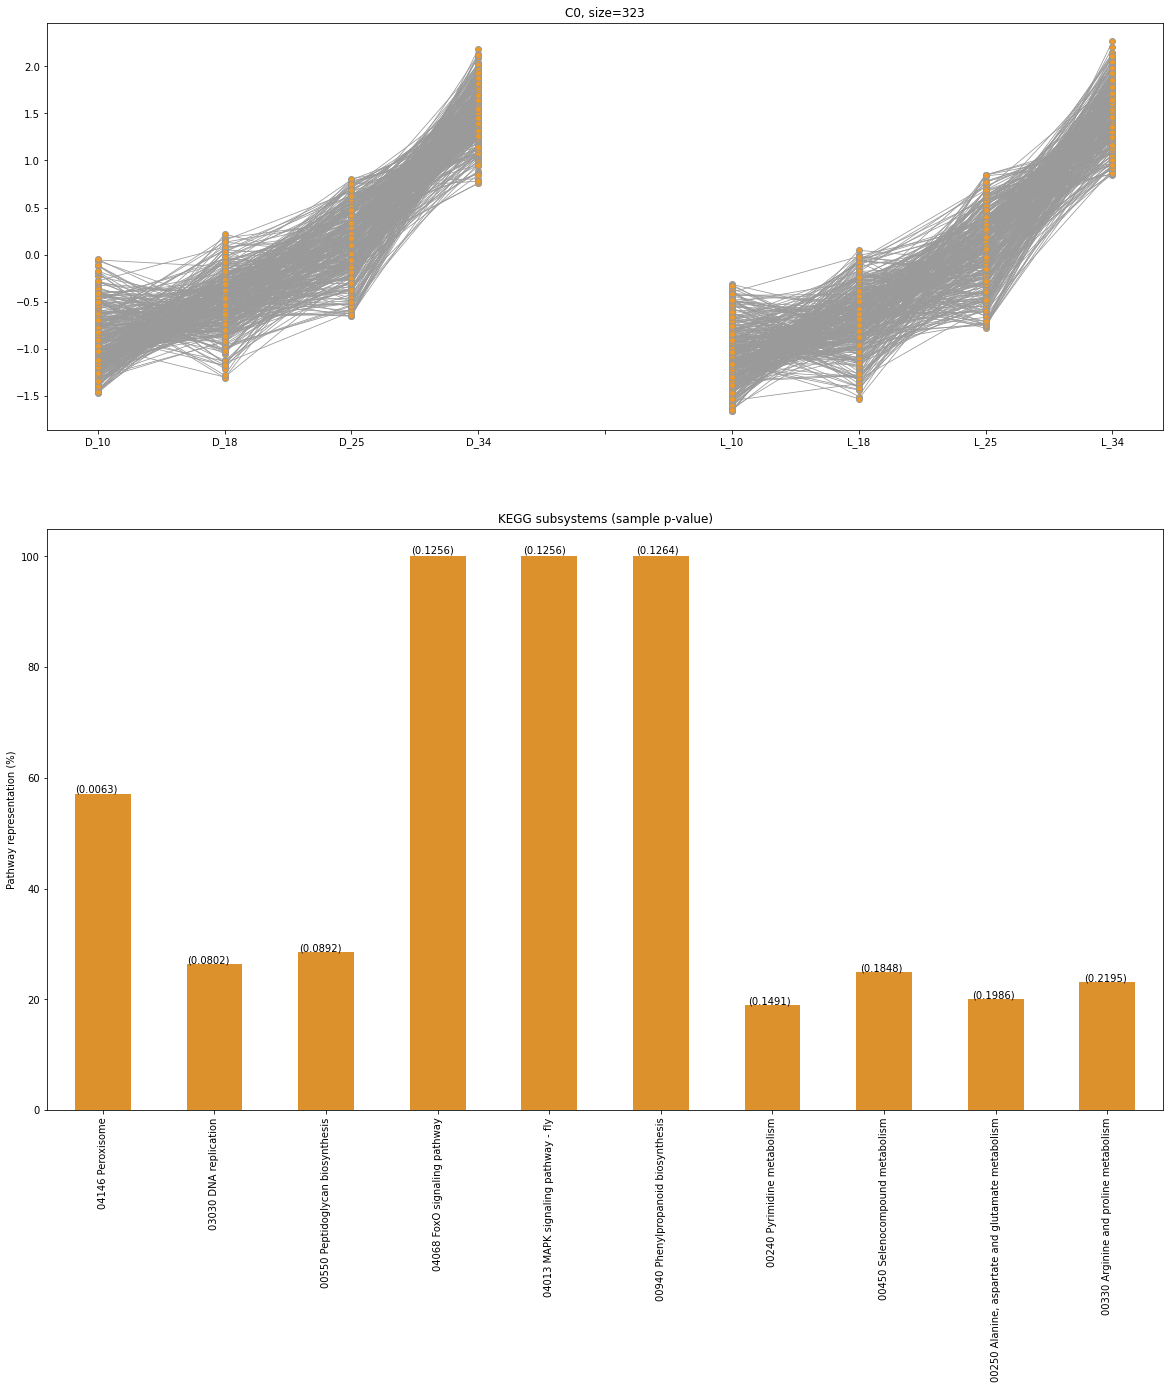 C0, size=323
2.0
1.5
1.0
0.5
0.0
−0.5
−1.0
−1.5
D_10 D_18 D_25 D_34 L_10 L_18 L_25 L_34
KEGG subsystems (sample p-value)
Pathway representation (%)
100
80
60
40
20
0
(0.0063)
(0.0802)
(0.0892)
(0.1256)
(0.1256)
(0.1264)
(0.1491)
(0.1848)
(0.1986)
(0.2195)
04146 Peroxisome
03030 DNA replication
00550 Peptidoglycan biosynthesis
04068 FoxO signaling pathway
04013 MAPK signaling pathway - fly
00940 Phenylpropanoid biosynthesis
00240 Pyrimidine metabolism
00450 Selenocompound metabolism
00250 Alanine, aspartate and glutamate metabolism
00330 Arginine and proline metabolism